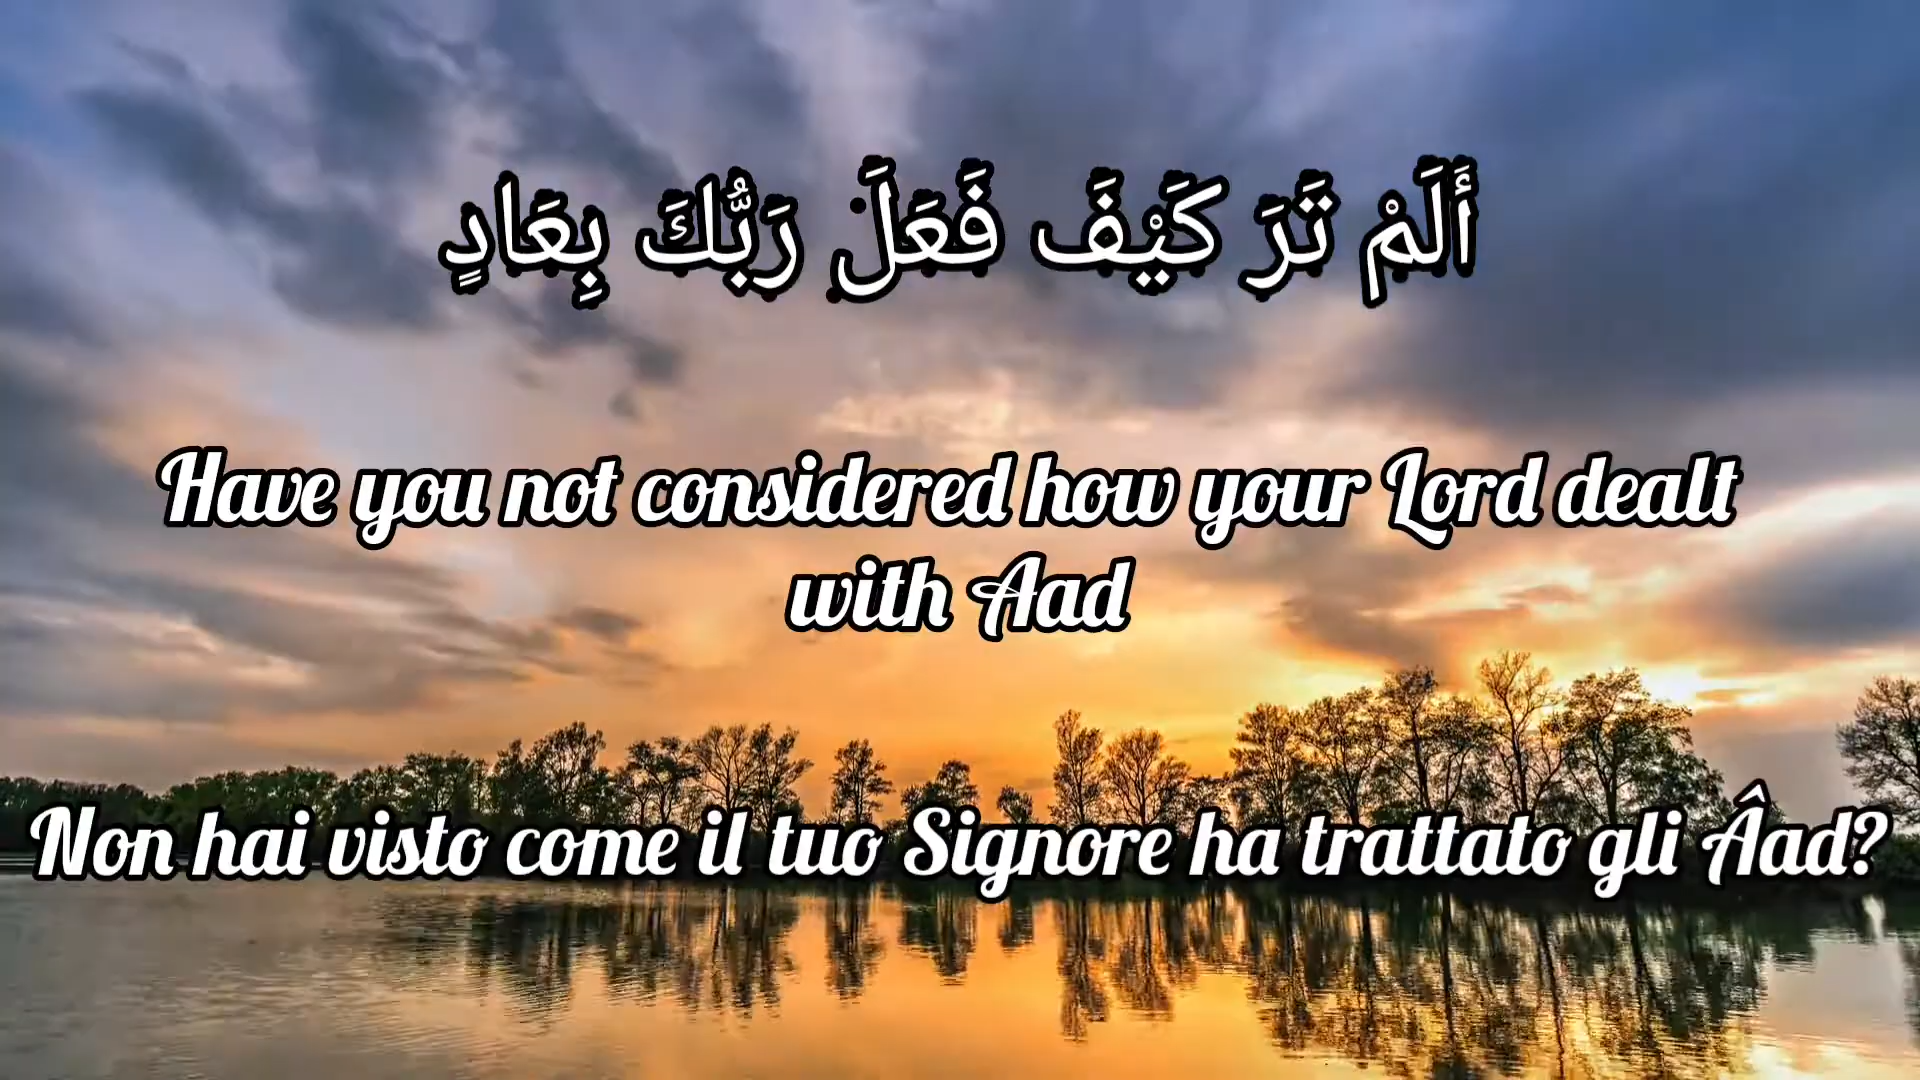 أَلَمْ تَرَ كَيْفَ فَعَلَ رَبُّكَ بِعَادٍ
Have you not considered how your Lord dealt
with Aad
Non hai visto come il tuo Signore ha trattato gli Âad?